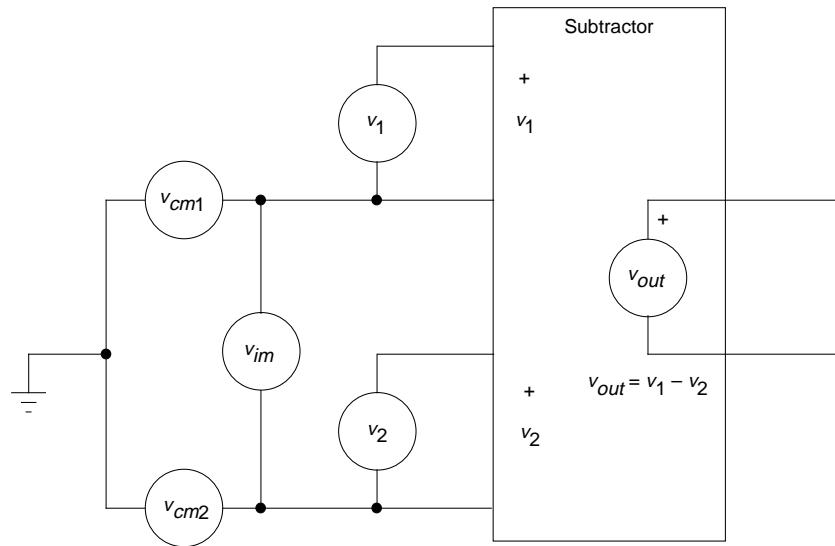 Subtractor
+
v1
v1
vcm1
+
vout
vim
vout = v1 − v2
+
v2
v2
vcm2